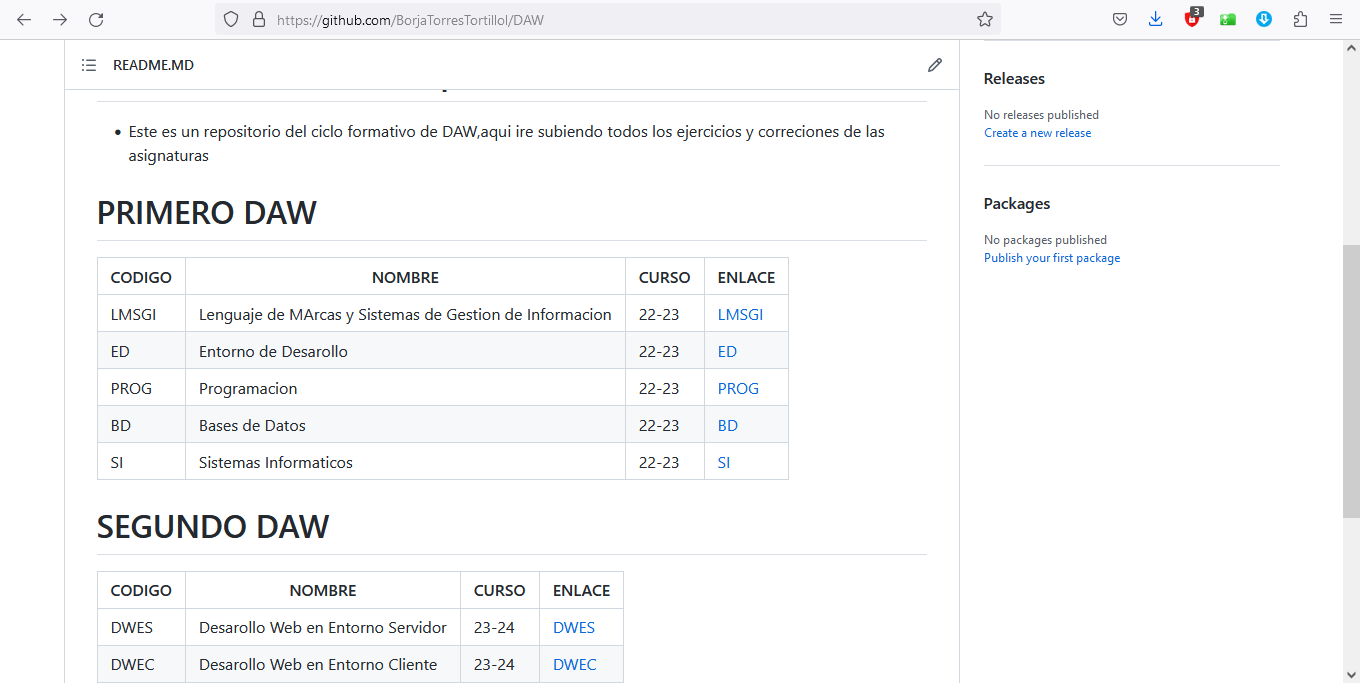 https://github.com/BorjaTorresTortillol/DAW
3
README.MD
Este es un repositorio del ciclo formativo de DAW,aqui ire subiendo todos los ejercicios y correciones de las
asignaturas
PRIMERO DAW
CODIGO NOMBRE CURSO ENLACE
LMSGI Lenguaje de MArcas y Sistemas de Gestion de Informacion 22-23 LMSGI
ED Entorno de Desarollo 22-23 ED
PROG Programacion 22-23 PROG
BD Bases de Datos 22-23 BD
SI Sistemas Informaticos 22-23 SI
SEGUNDO DAW
CODIGO NOMBRE CURSO ENLACE
DWES Desarollo Web en Entorno Servidor 23-24 DWES
DWEC Desarollo Web en Entorno Cliente 23-24 DWEC
Releases
No releases published
Create a new release
Packages
No packages published
Publish your first package